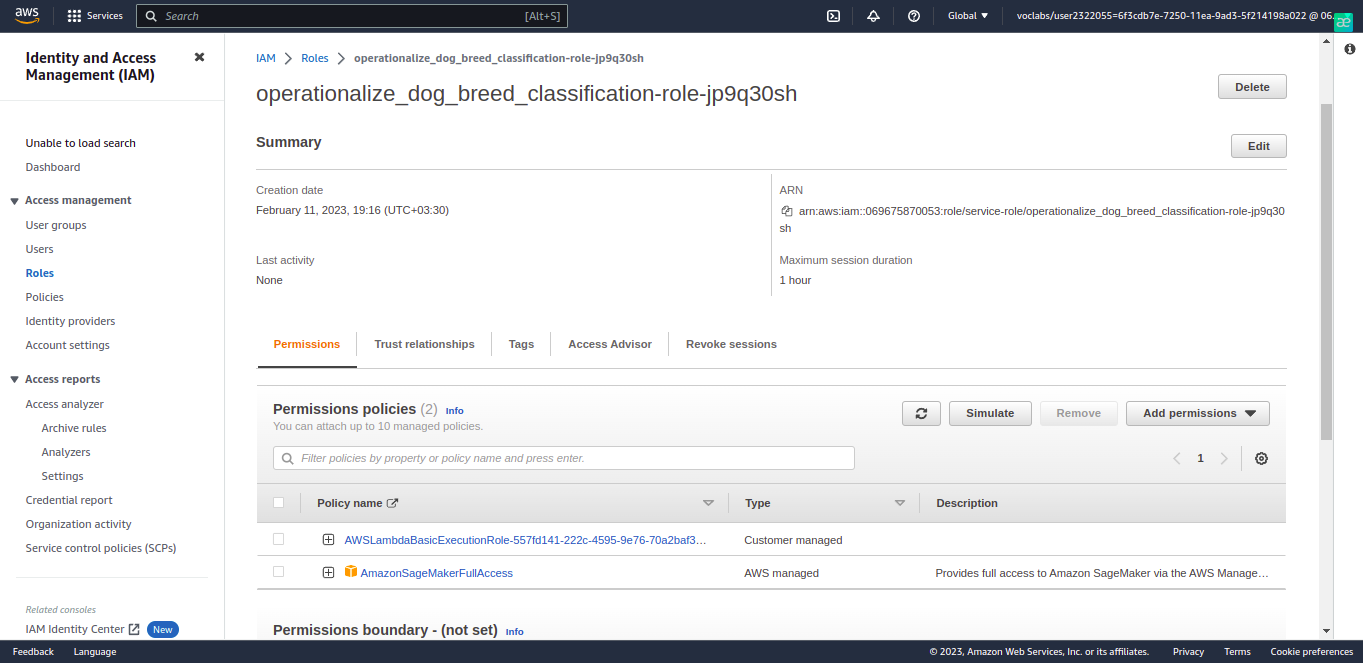 aws
Services
Search [Alt+S]
Global
voclabs/user2322055=6f3cdb7e-7250-11ea-9ad3-5f214198a022 @ 06...
æ
Identity and Access
Management (IAM)
Unable to load search
Dashboard
Access management
User groups
Users
Roles
Policies
Identity providers
Account settings
Access reports
Access analyzer
Archive rules
Analyzers
Settings
Credential report
Organization activity
Service control policies (SCPs)
Related consoles
IAM Identity Center New
IAM > Roles > operationalize_dog_breed_classification-role-jp9q30sh
operationalize_dog_breed_classification-role-jp9q30sh
Delete
Summary
Edit
Creation date
February 11, 2023, 19:16 (UTC+03:30)
ARN
arn:aws:iam::069675870053:role/service-role/operationalize_dog_breed_classification-role-jp9q30
sh
Last activity
None
Maximum session duration
1 hour
Permissions
Trust relationships
Tags
Access Advisor
Revoke sessions
Permissions policies (2) Info
You can attach up to 10 managed policies.
Simulate
Remove
Add permissions
Filter policies by property or policy name and press enter.
1
Policy name
Type
Description
AWSLambdaBasicExecutionRole-557fd141-222c-4595-9e76-70a2baf3... Customer managed
AmazonSageMakerFullAccess AWS managed Provides full access to Amazon SageMaker via the AWS Manage...
Permissions boundary - (not set) Info
Feedback
Language
© 2023, Amazon Web Services, Inc. or its affiliates.
Privacy
Terms
Cookie preferences